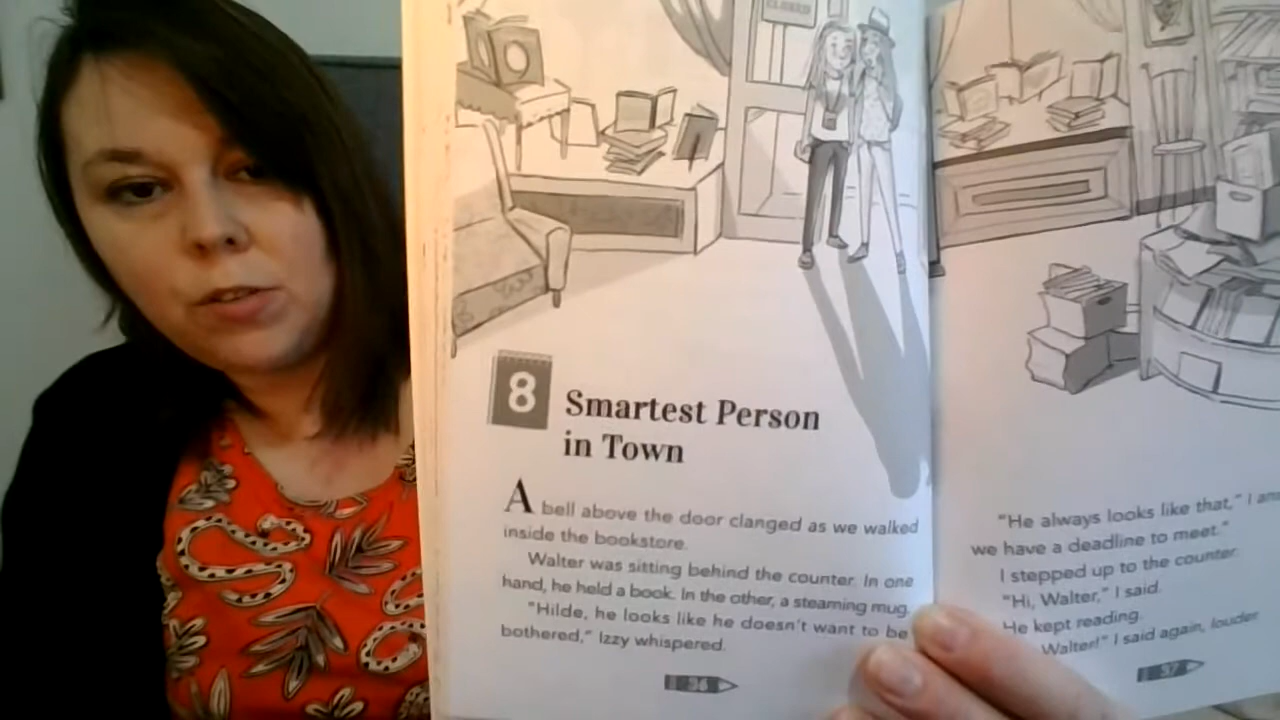 CLOSED
8
Smartest Person
in Town
A bell above the door clanged as we walked
inside the bookstore.
Walter was sitting behind the counter. In one
hand, he held a book. In the other, a steaming mug.
"Hilde, he looks like he doesn't want to be
bothered," Izzy whispered.
36
"He always looks like that," I
we have a deadline to meet."
I stepped up to the counter.
"Hi, Walter," I said.
He kept reading.
Walter!" I said again, louder
37